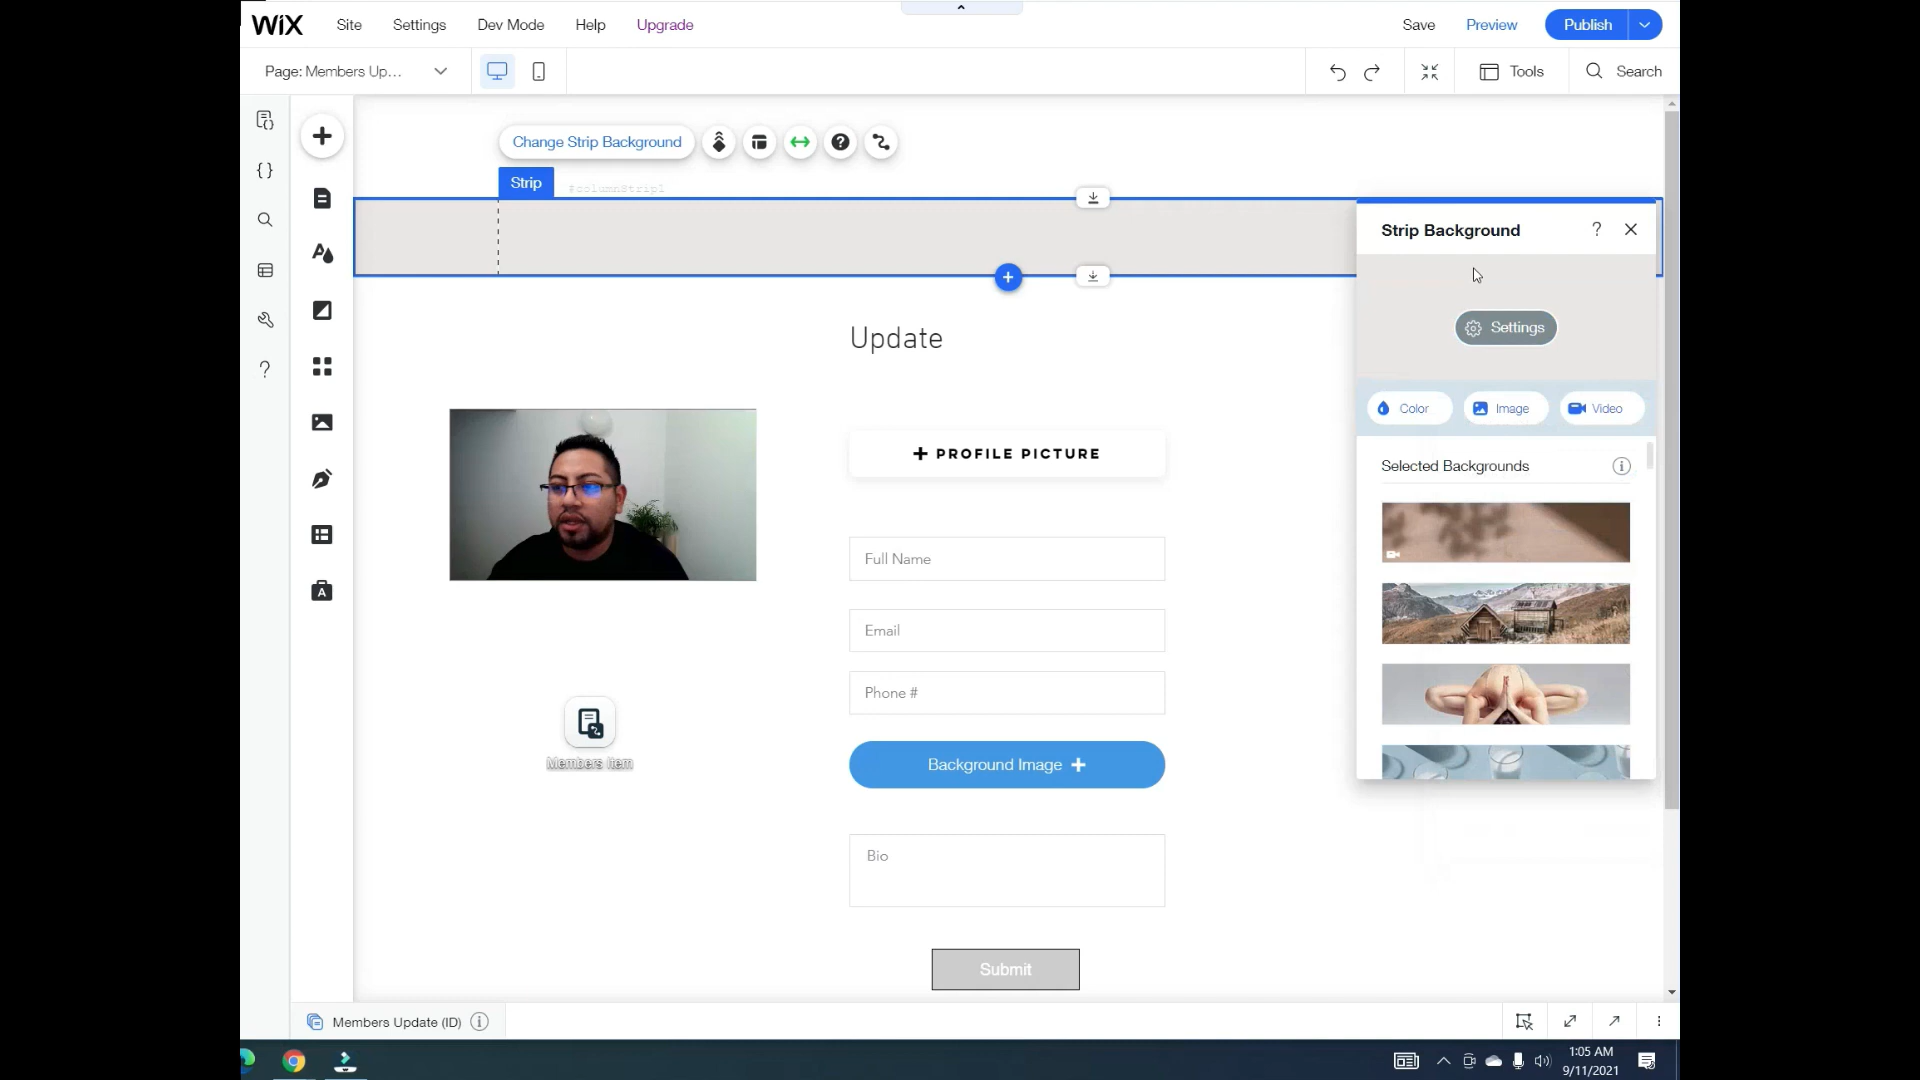 WiX Site Settings Dev Mode Help Upgrade Save Preview Publish
Page: Members Up... Tools Search
Change Strip Background
Strip #columnStrip1
Strip Background ?
Settings
Update
Color Image Video
+ PROFILE PICTURE
Selected Backgrounds
Full Name
Email
Phone #
Members Item
Background Image +
Bio
Submit
Members Update (ID)
1:05 AM
9/11/2021